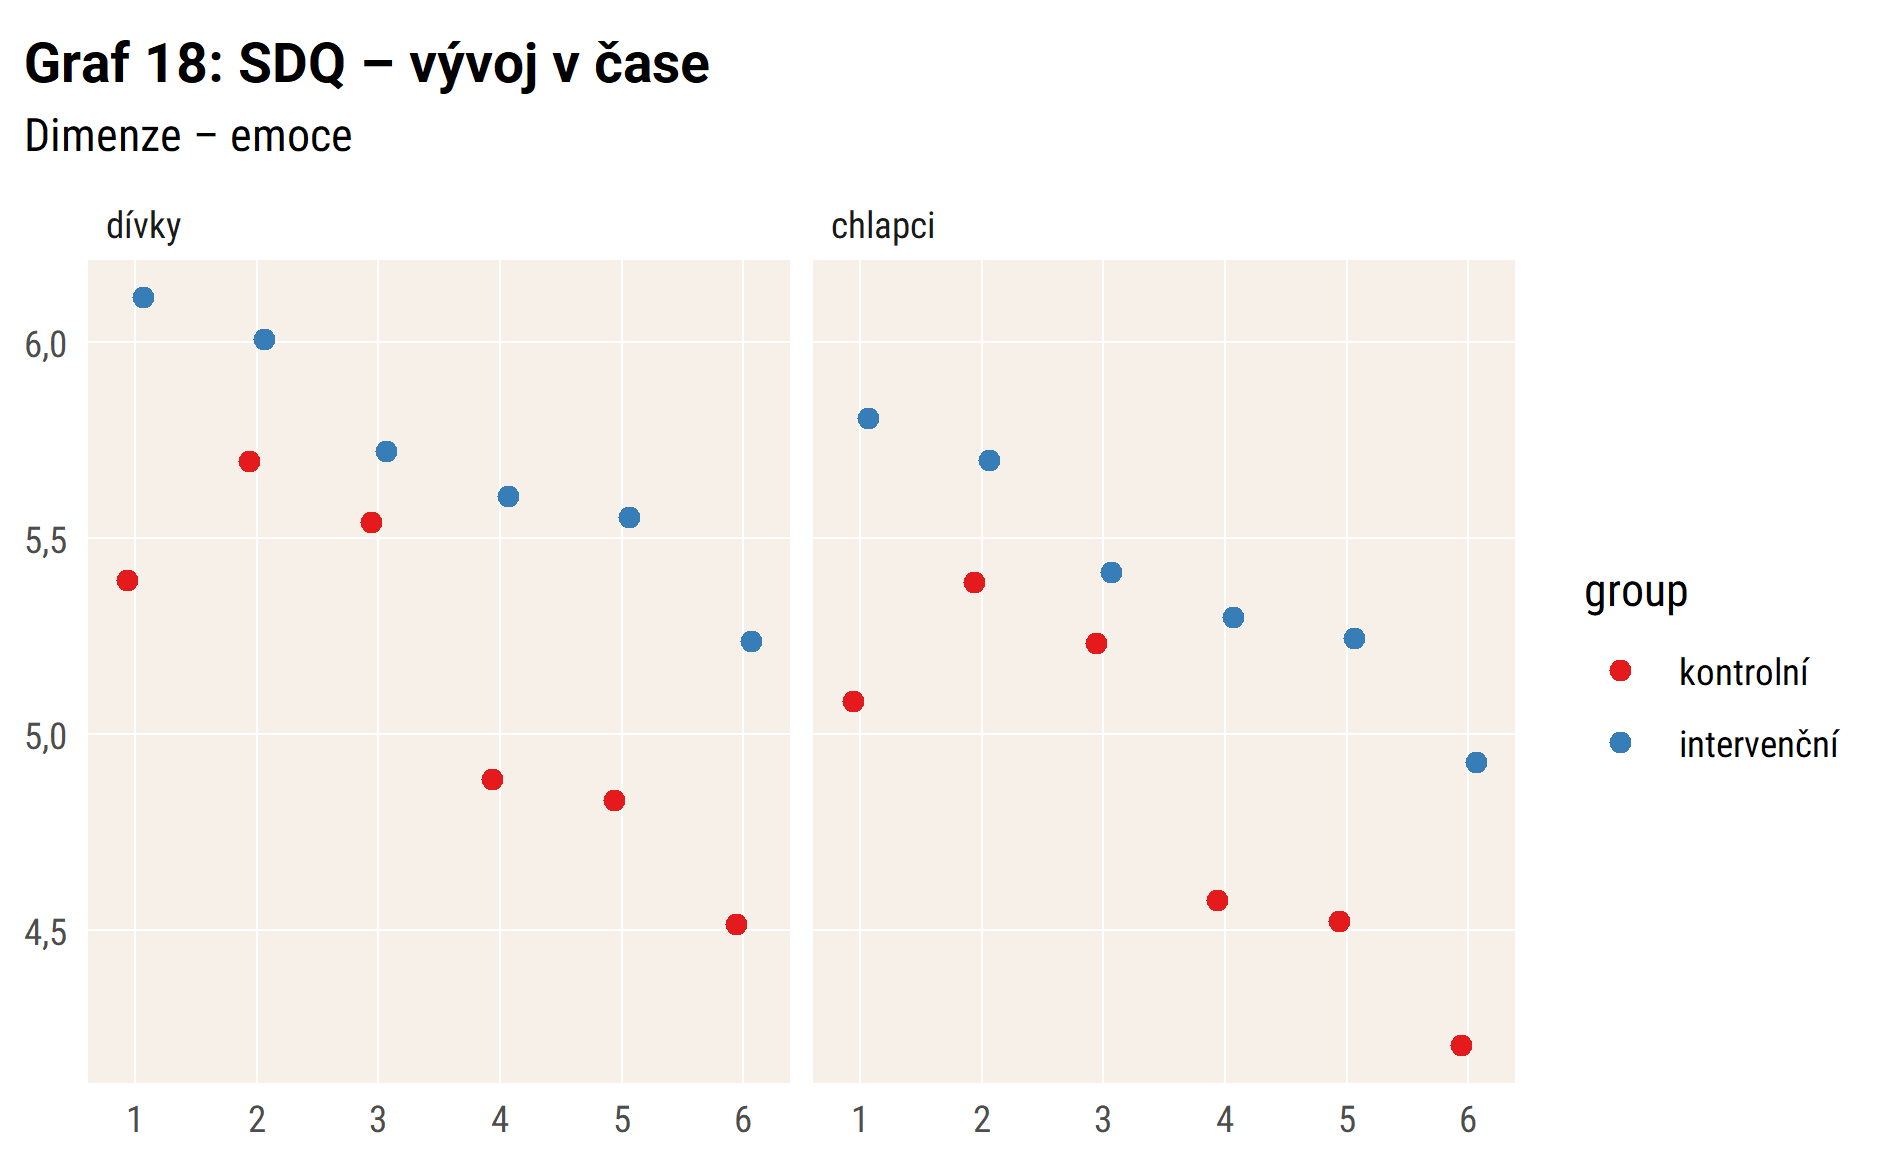 Graf 18: SDQ – vývoj v čase
Dimenze – emoce
dívky
chlapci
6,0
5,5
5,0
4,5
1 2 3 4 5 6
1 2 3 4 5 6
group
kontrolní
intervenční